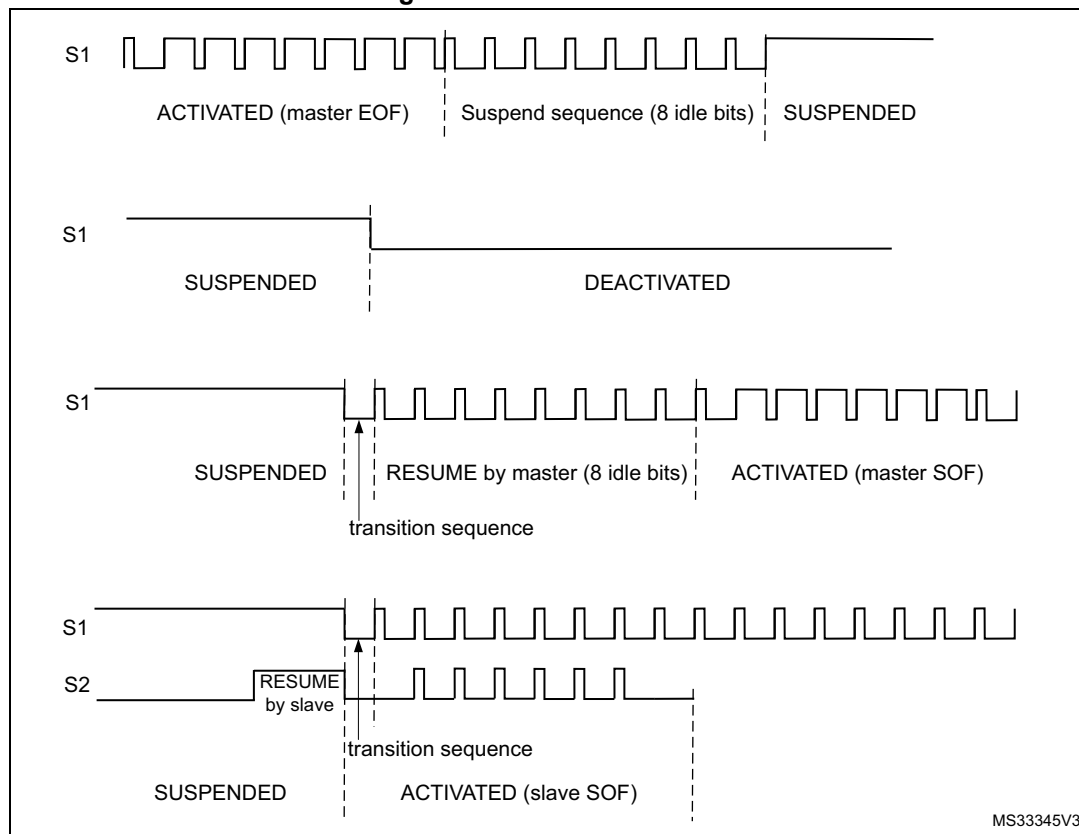 S1
ACTIVATED (master EOF) Suspend sequence (8 idle bits) SUSPENDED
S1
SUSPENDED DEACTIVATED
S1
SUSPENDED RESUME by master (8 idle bits) ACTIVATED (master SOF)
transition sequence
S1
S2
RESUME
by slave
transition sequence
SUSPENDED ACTIVATED (slave SOF)
MS33345V3